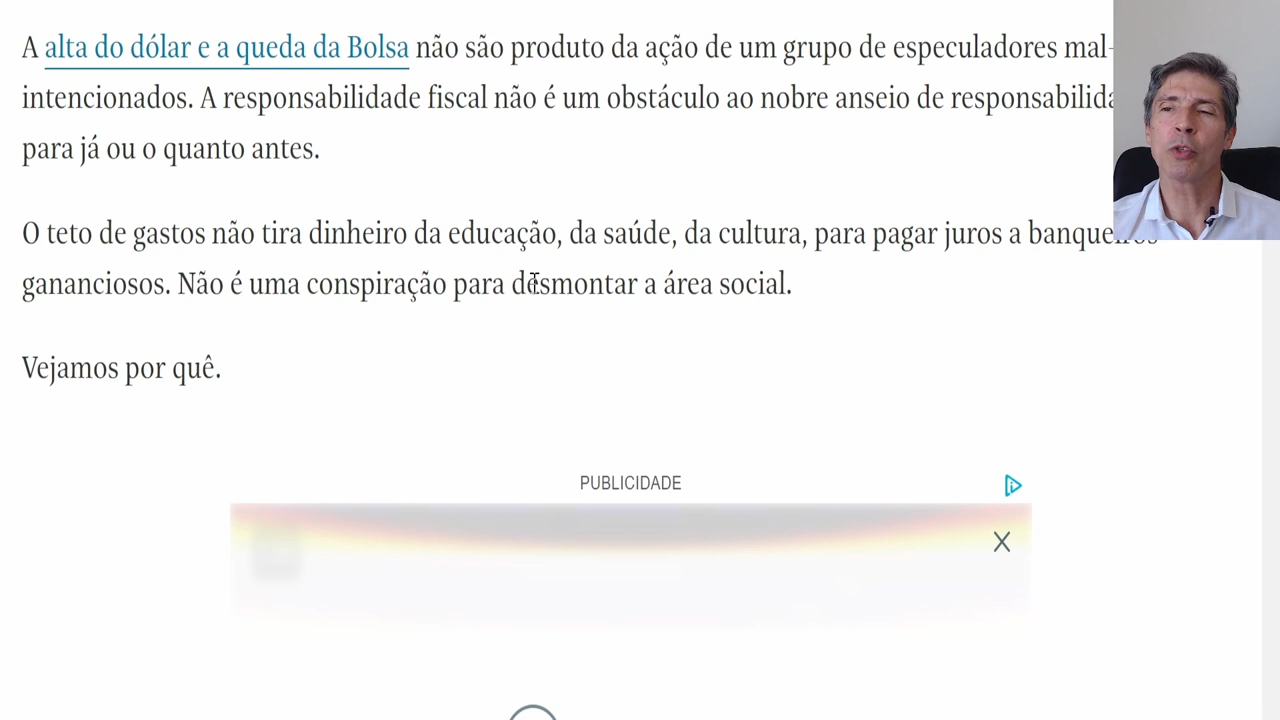 A alta do dólar e a queda da Bolsa não são produto da ação de um grupo de especuladores mal-
intencionados. A responsabilidade fiscal não é um obstáculo ao nobre anseio de
para já ou o quanto antes.
O teto de gastos não tira dinheiro da educação, da saúde, da cultura, para pagar juros a banqueiros
gananciosos. Não é uma conspiração para desmontar a área social.
Vejamos por quê.
PUBLICIDADE
X